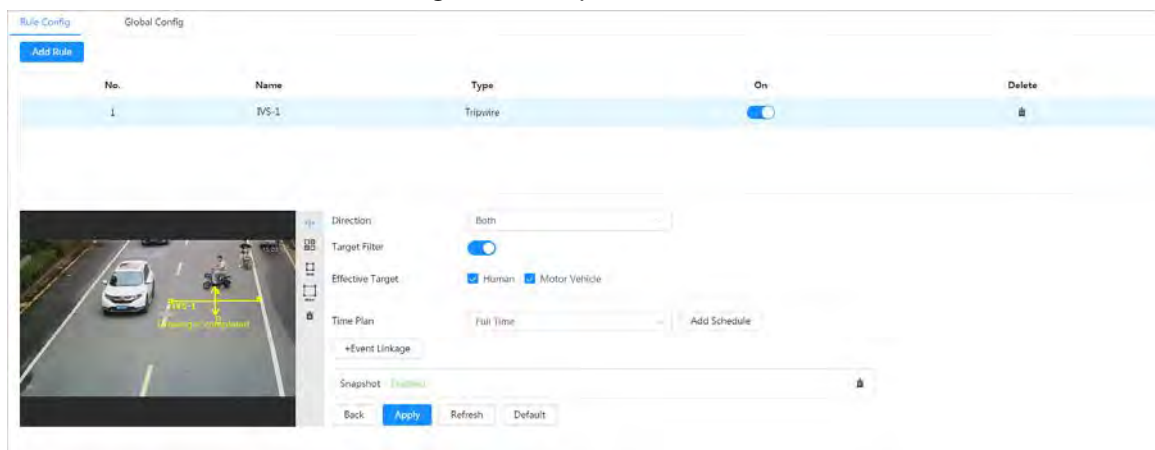 Rule Config Global Config
Add Rule
No. Name Type On Delete
1 IVS-1 Tripwire
Direction Both
Target Filter
Effective Target Human Motor Vehicle
IVS-1
Time Plan Full Time Add Schedule
+Event Linkage
Snapshot Enabled
Back Apply Refresh Default